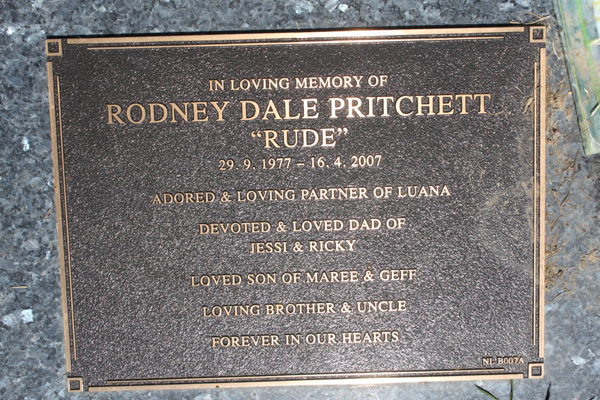 IN LOVING MEMORY OF
RODNEY DALE PRITCHETT
“RUDE”
29. 9. 1977 – 16. 4. 2007
ADORED & LOVING PARTNER OF LUANA
DEVOTED & LOVED DAD OF
JESSI & RICKY
LOVED SON OF MAREE & GEFF
LOVING BROTHER & UNCLE
FOREVER IN OUR HEARTS
NL B007A